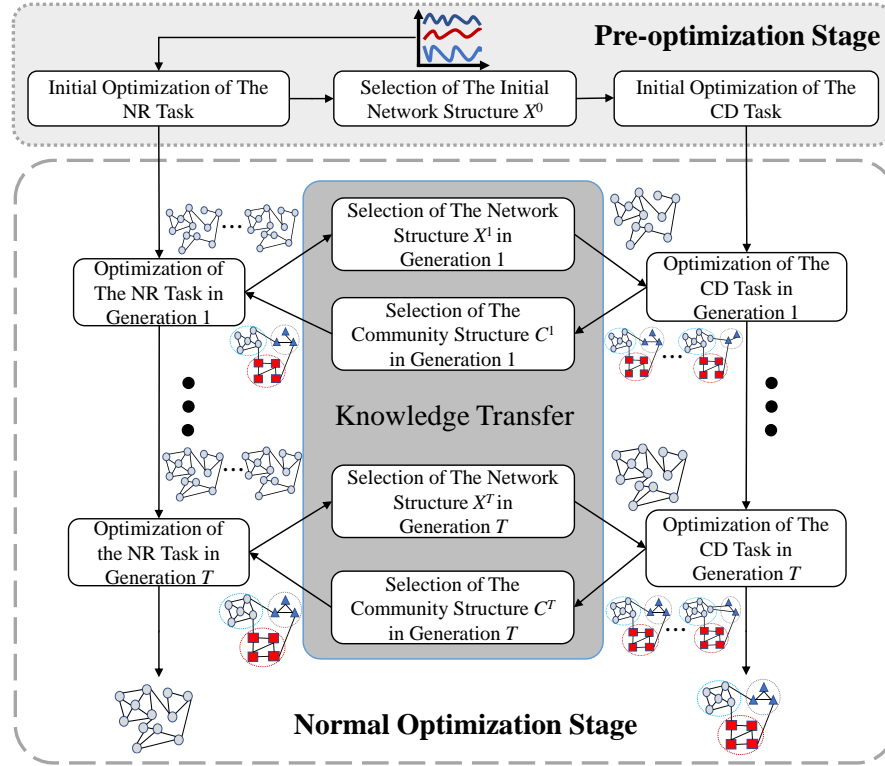 Pre-optimization Stage
Initial Optimization of The
NR Task
Selection of The Initial
Network Structure X⁰
Initial Optimization of The
CD Task
Selection of The Network
Structure X¹ in
Generation 1
Optimization of
The NR Task in
Generation 1
Optimization of The
CD Task in
Generation 1
Selection of The
Community Structure C¹
in Generation 1
Knowledge Transfer
Selection of The Network
Structure Xᵀ in
Generation T
Optimization of
the NR Task in
Generation T
Optimization of The
CD Task in
Generation T
Selection of The
Community Structure Cᵀ
in Generation T
Normal Optimization Stage